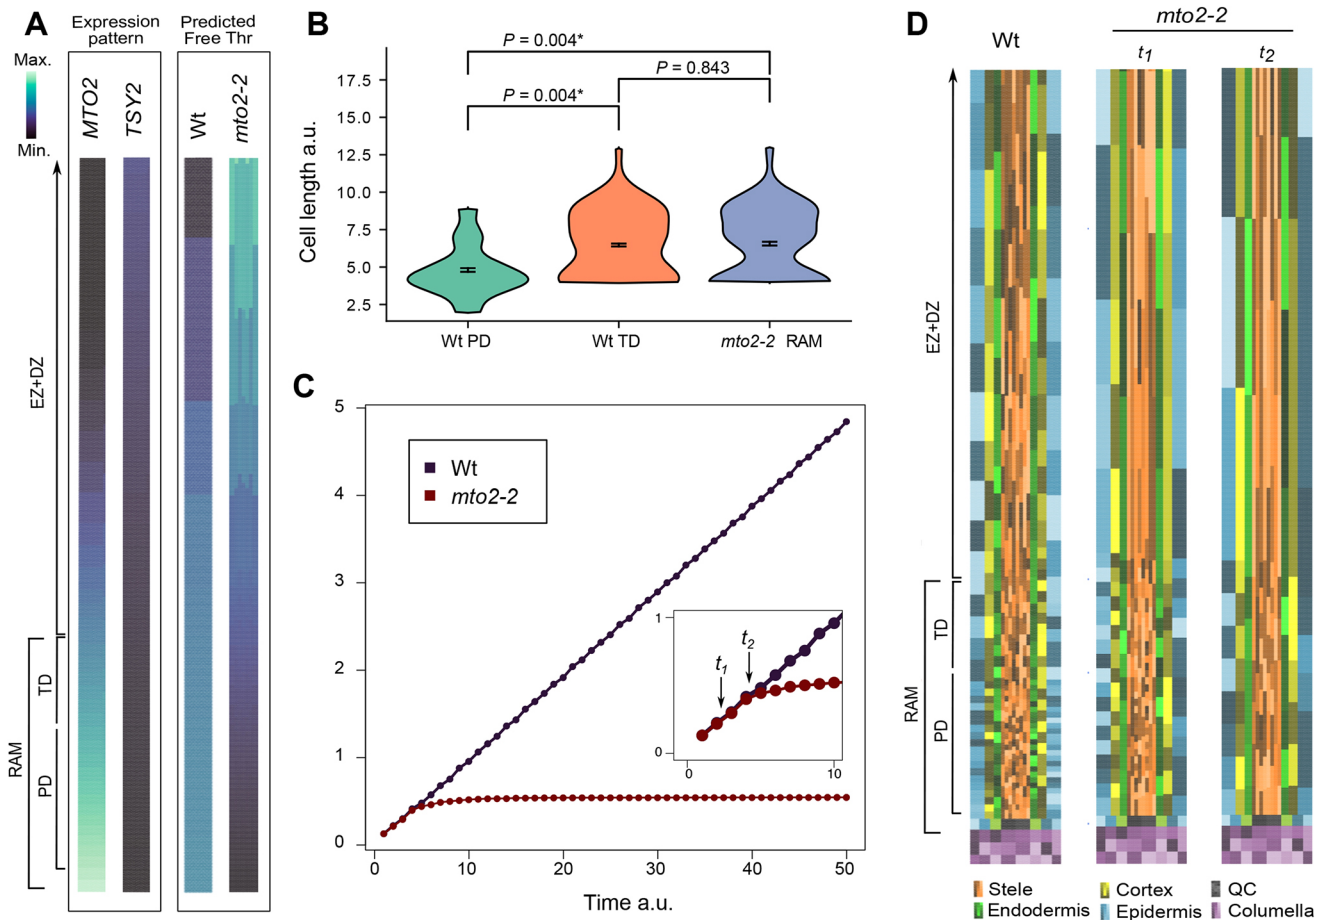 A
Expression pattern
Predicted Free Thr
Max.
Min.
MTO2
TSY2
Wt
mto2-2
EZ+DZ
RAM
TD
PD
B
Cell length a.u.
17.5
15.0
12.5
10.0
7.5
5.0
2.5
P = 0.004*
P = 0.843
P = 0.004*
Wt PD
Wt TD
mto2-2 RAM
C
5
4
3
2
1
0
Wt
mto2-2
t1
t2
1
0
0
10
0
10
20
30
40
50
Time a.u.
D
Wt
mto2-2
t1
t2
EZ+DZ
RAM
TD
PD
Stele
Cortex
QC
Endodermis
Epidermis
Columella